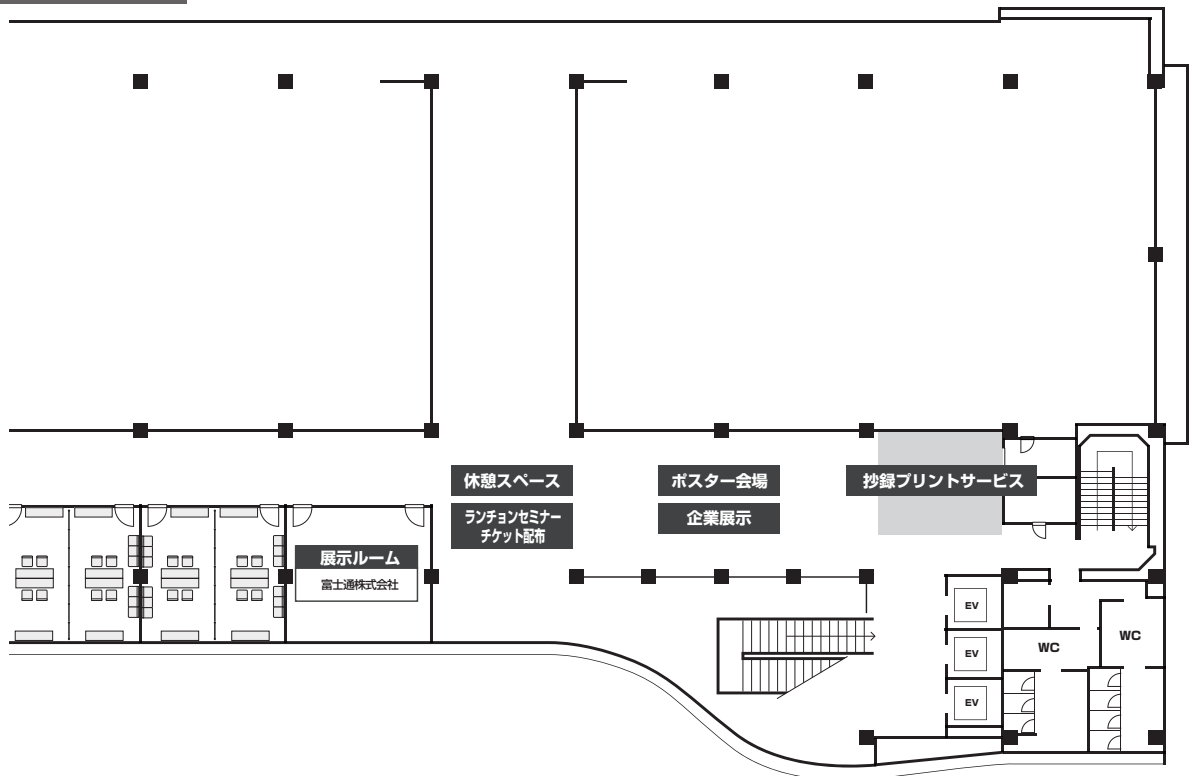 休憩スペース
ポスター会場
抄録プリントサービス
ランチョンセミナー
チケット配布
企業展示
展示ルーム
富士通株式会社
EV
EV
EV
WC
WC